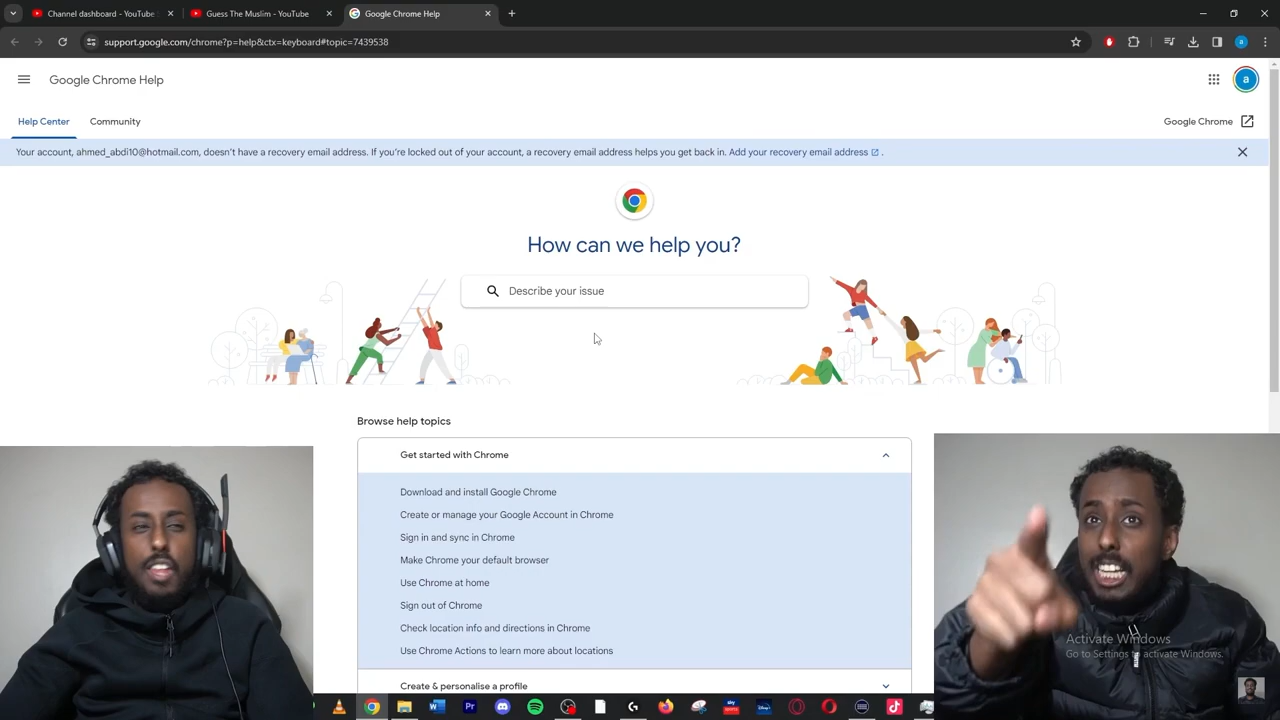 Channel dashboard - YouTube
Guess The Muslim - YouTube
Google Chrome Help
support.google.com/chrome?p=help&ctx=keyboard#topic=7439538
Google Chrome Help
Help Center
Community
Google Chrome
Your account, ahmed_abdi10@hotmail.com, doesn't have a recovery email address. If you're locked out of your account, a recovery email address helps you get back in. Add your recovery email address .
How can we help you?
Describe your issue
Browse help topics
Get started with Chrome
Download and install Google Chrome
Create or manage your Google Account in Chrome
Sign in and sync in Chrome
Make Chrome your default browser
Use Chrome at home
Sign out of Chrome
Check location info and directions in Chrome
Use Chrome Actions to learn more about locations
Create & personalise a profile
Activate Windows
Go to Settings to activate Windows.